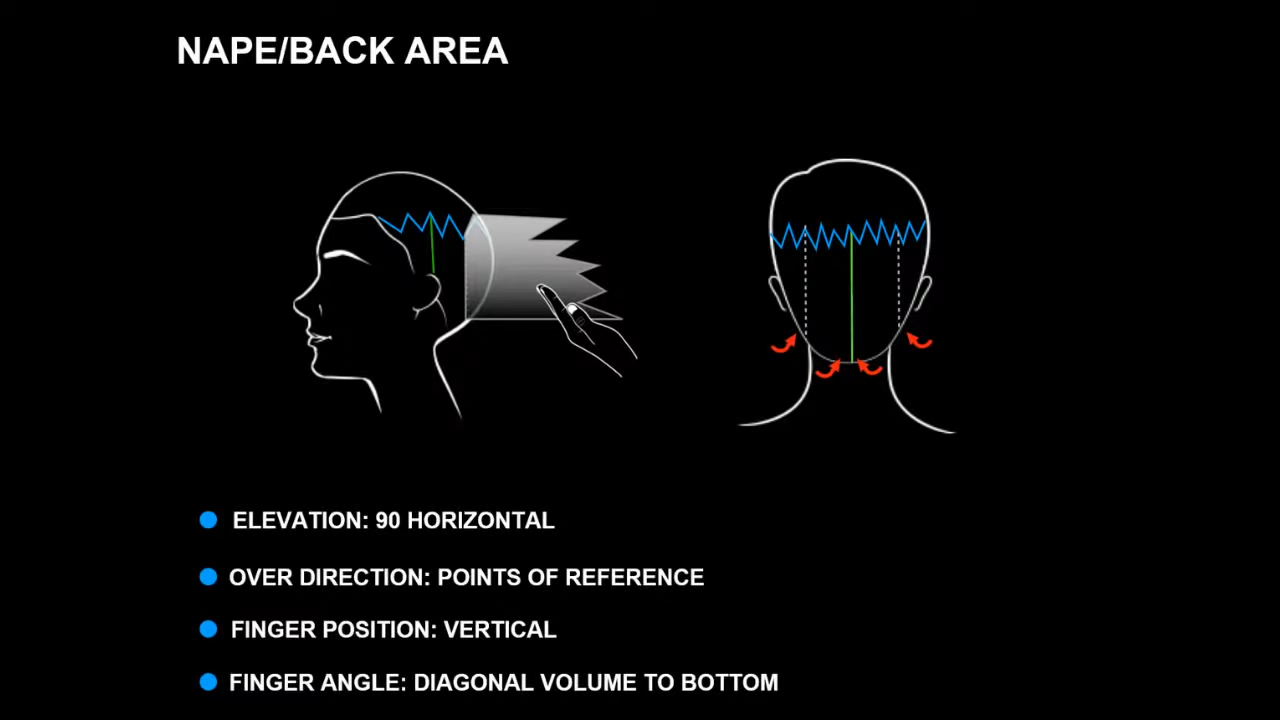 NAPE/BACK AREA
ELEVATION: 90 HORIZONTAL
OVER DIRECTION: POINTS OF REFERENCE
FINGER POSITION: VERTICAL
FINGER ANGLE: DIAGONAL VOLUME TO BOTTOM